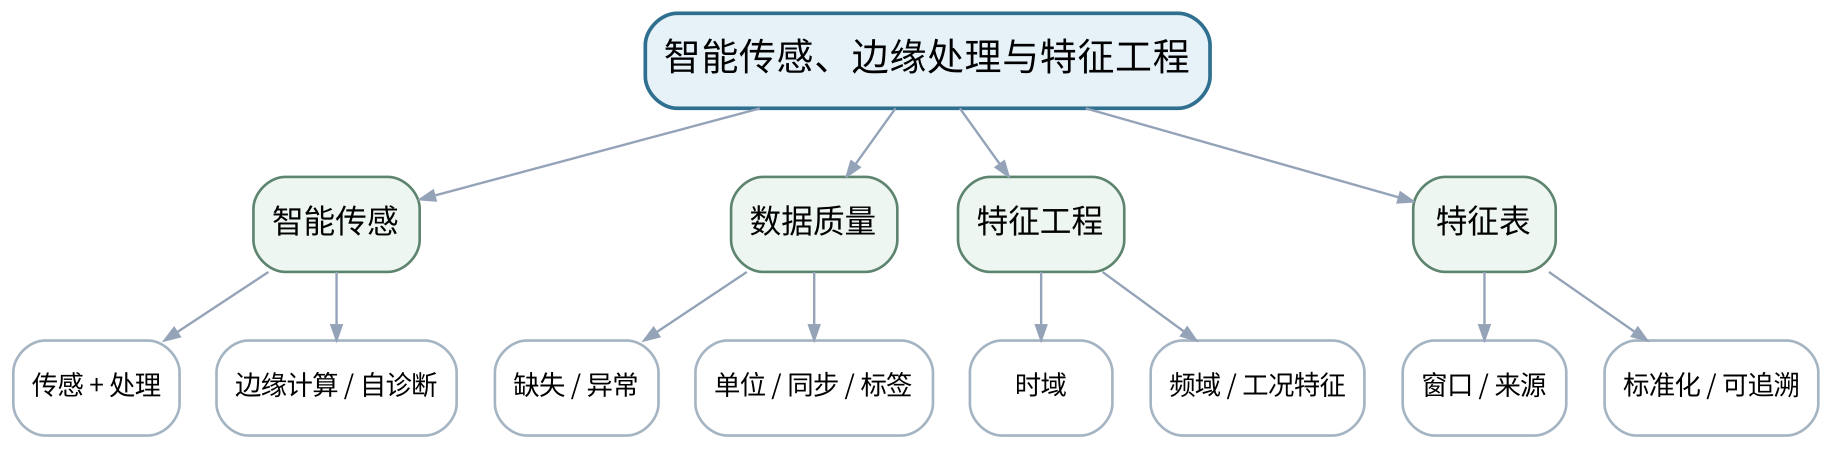 智能传感、边缘处理与特征工程
智能传感
数据质量
特征工程
特征表
传感 + 处理
边缘计算 / 自诊断
缺失 / 异常
单位 / 同步 / 标签
时域
频域 / 工况特征
窗口 / 来源
标准化 / 可追溯